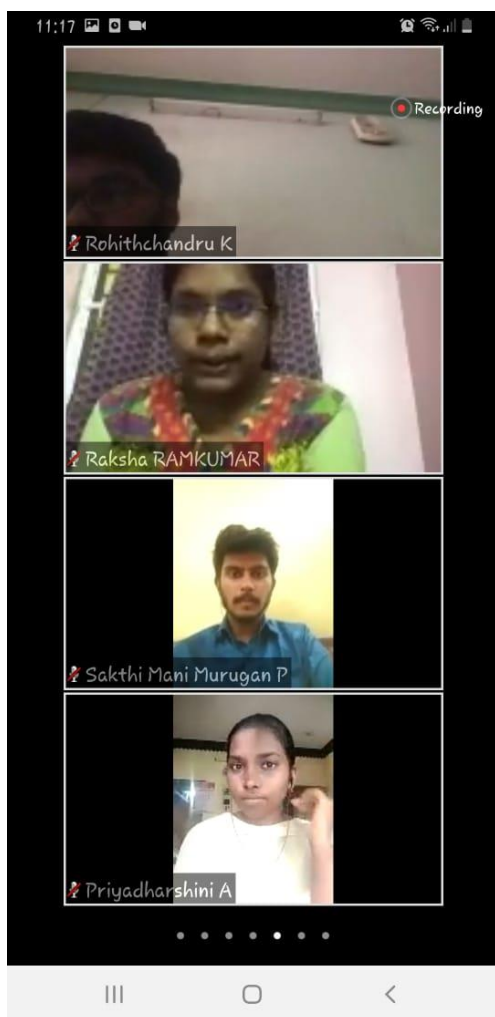 11:17
Recording
Rohithchandru K
Raksha RAMKUMAR
Sakthi Mani Murugan P
Priyadharshini A